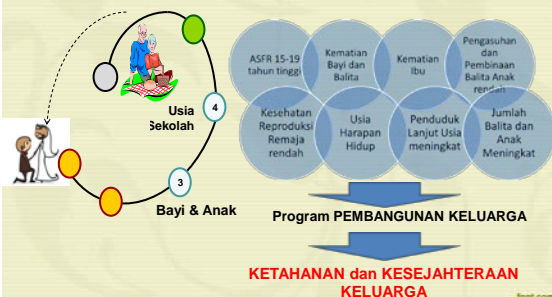 4
Usia
Sekolah
3
Bayi & Anak
ASFR 15-19
tahun tinggi
Kematian
Bayi dan
Balita
Kematian
Ibu
Pengasuhan
dan
Pembinaan
Balita Anak
rendah
Kesehatan
Reproduksi
Remaja
rendah
Usia
Harapan
Hidup
Penduduk
Lanjut Usia
meningkat
Jumlah
Balita dan
Anak
Meningkat
Program PEMBANGUNAN KELUARGA
KETAHANAN dan KESEJAHTERAAN
KELUARGA